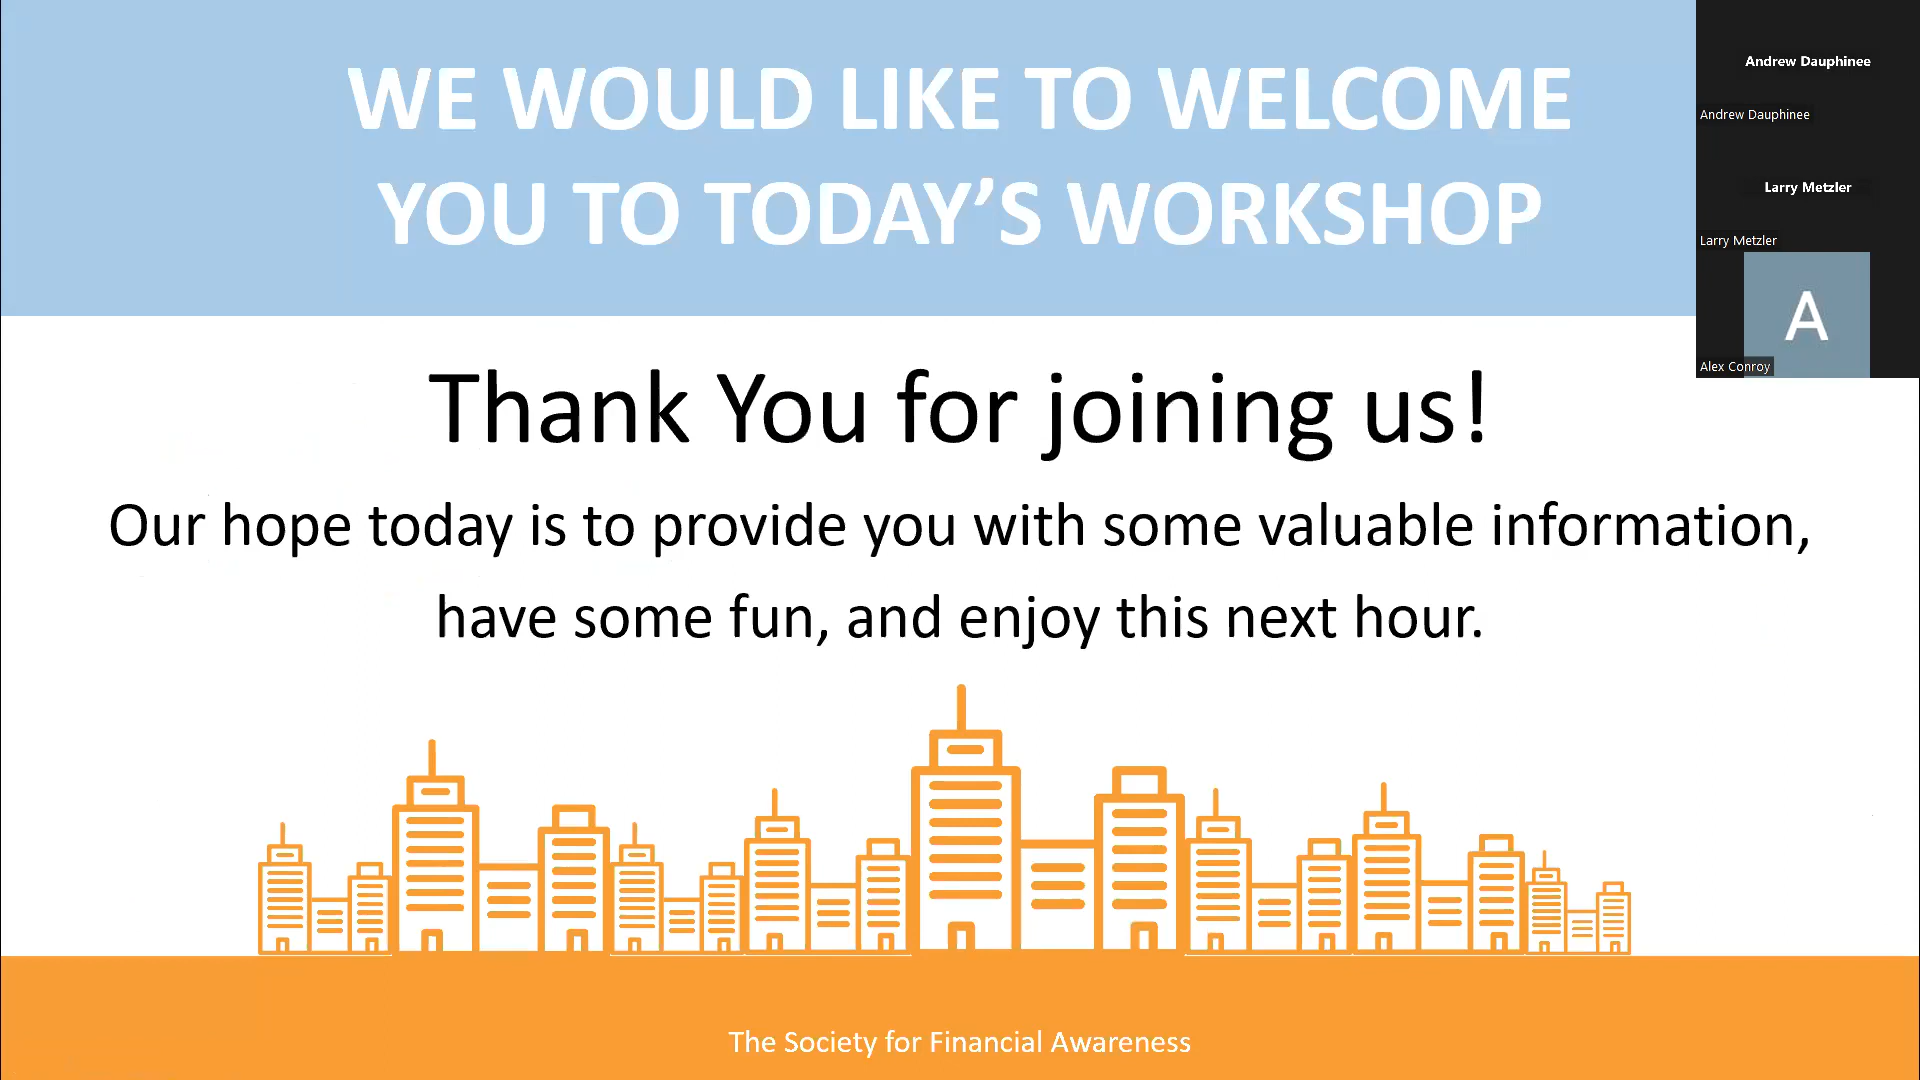 WE WOULD LIKE TO WELCOME
YOU TO TODAY’S WORKSHOP
Thank You for joining us!
Our hope today is to provide you with some valuable information,
have some fun, and enjoy this next hour.
The Society for Financial Awareness
Andrew Dauphinee
Andrew Dauphinee
Larry Metzler
Larry Metzler
A
Alex Conroy